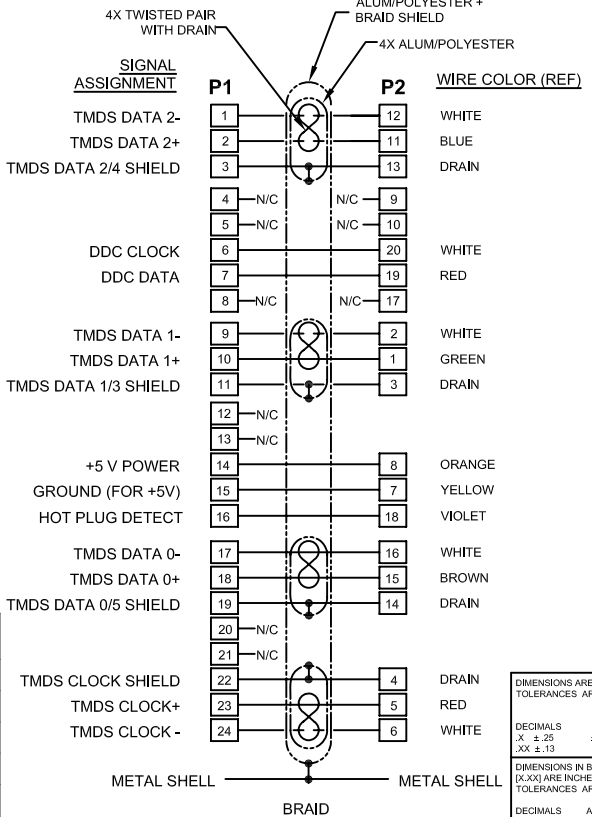 ALUM/POLYESTER +
BRAID SHIELD
4X TWISTED PAIR
WITH DRAIN
4X ALUM/POLYESTER
SIGNAL
ASSIGNMENT P1 P2 WIRE COLOR (REF)
TMDS DATA 2- 1 12 WHITE
TMDS DATA 2+ 2 11 BLUE
TMDS DATA 2/4 SHIELD 3 13 DRAIN
4 N/C N/C 9
5 N/C N/C 10
DDC CLOCK 6 20 WHITE
DDC DATA 7 19 RED
8 N/C N/C 17
TMDS DATA 1- 9 2 WHITE
TMDS DATA 1+ 10 1 GREEN
TMDS DATA 1/3 SHIELD 11 3 DRAIN
12 N/C
13 N/C
+5 V POWER 14 8 ORANGE
GROUND (FOR +5V) 15 7 YELLOW
HOT PLUG DETECT 16 18 VIOLET
TMDS DATA 0- 17 16 WHITE
TMDS DATA 0+ 18 15 BROWN
TMDS DATA 0/5 SHIELD 19 14 DRAIN
20 N/C
21 N/C
TMDS CLOCK SHIELD 22 4 DRAIN
TMDS CLOCK+ 23 5 RED
TMDS CLOCK - 24 6 WHITE
METAL SHELL METAL SHELL
BRAID
DIMENSIONS ARE
TOLERANCES AR
DECIMALS
.X ±.25
.XX ±.13
DIMENSIONS IN B
[X.XX] ARE INCHE
TOLERANCES AR
DECIMALS A